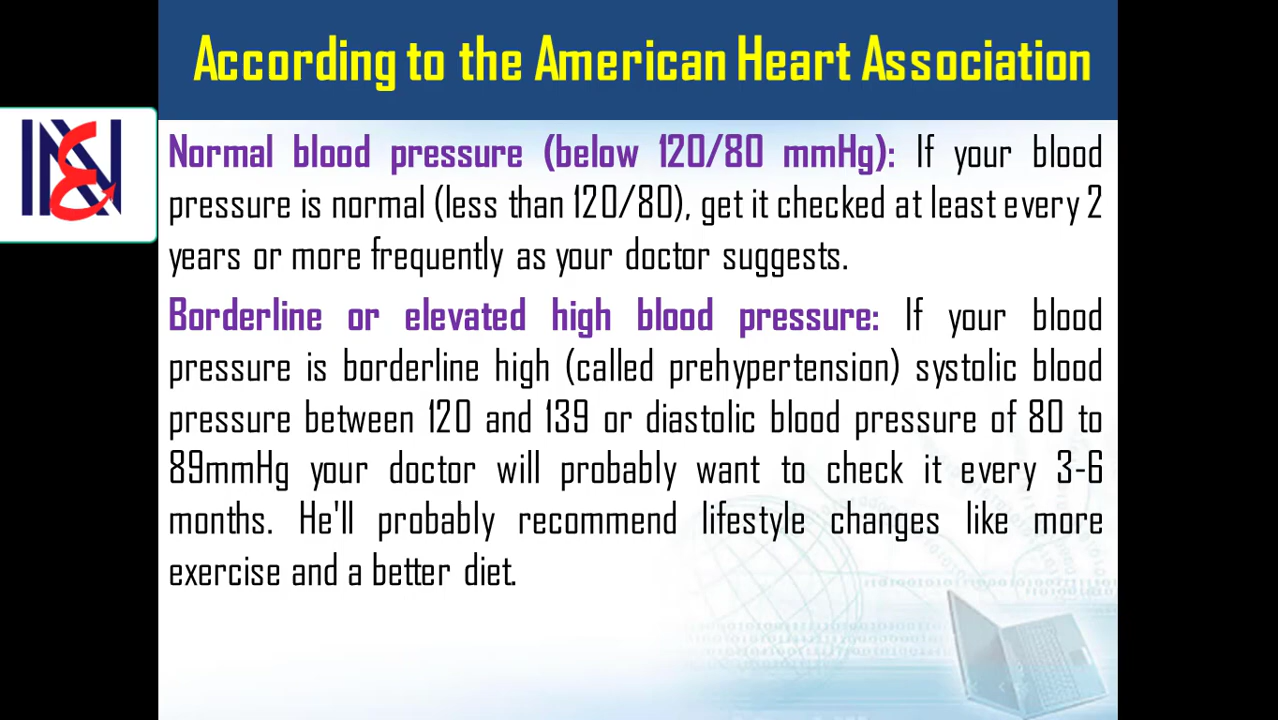 According to the American Heart Association
Normal blood pressure (below 120/80 mmHg): If your blood
pressure is normal (less than 120/80), get it checked at least every 2
years or more frequently as your doctor suggests.
Borderline or elevated high blood pressure: If your blood
pressure is borderline high (called prehypertension) systolic blood
pressure between 120 and 139 or diastolic blood pressure of 80 to
89mmHg your doctor will probably want to check it every 3-6
months. He'll probably recommend lifestyle changes like more
exercise and a better diet.